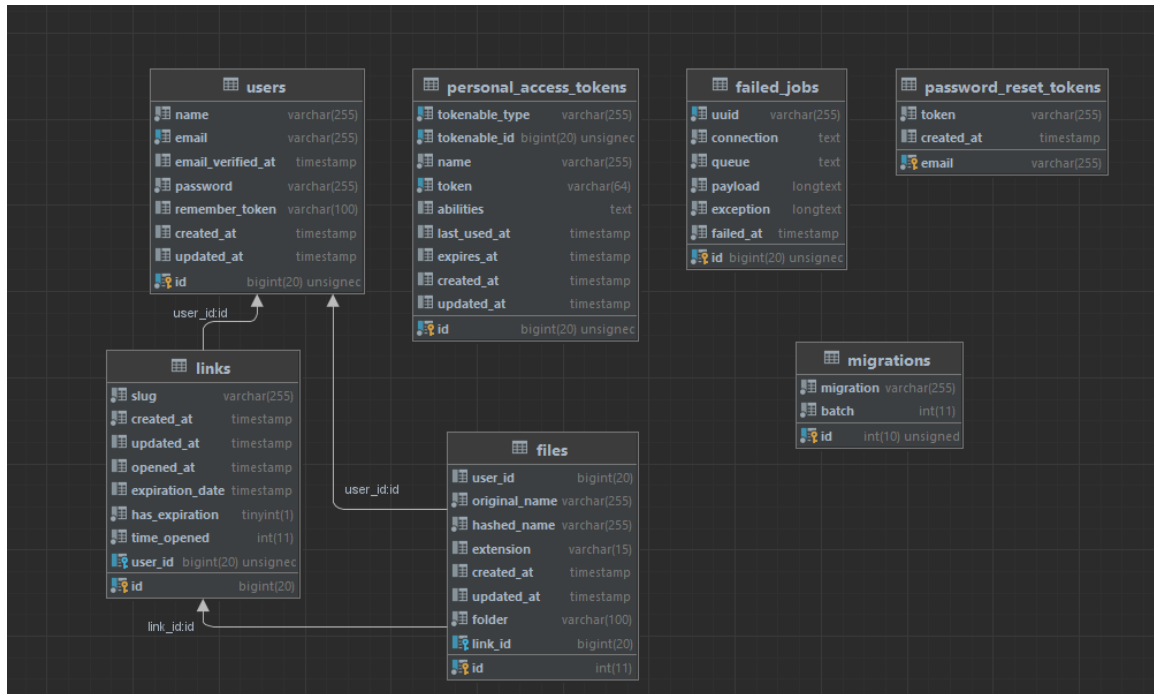 users
name varchar(255)
email varchar(255)
email_verified_at timestamp
password varchar(255)
remember_token varchar(100)
created_at timestamp
updated_at timestamp
id bigint(20) unsignec
personal_access_tokens
tokenable_type varchar(255)
tokenable_id bigint(20) unsignec
name varchar(255)
token varchar(64)
abilities text
last_used_at timestamp
expires_at timestamp
created_at timestamp
updated_at timestamp
id bigint(20) unsignec
failed_jobs
uuid varchar(255)
connection text
queue text
payload longtext
exception longtext
failed_at timestamp
id bigint(20) unsignec
password_reset_tokens
token varchar(255)
created_at timestamp
email varchar(255)
user_id:id
links
slug varchar(255)
created_at timestamp
updated_at timestamp
opened_at timestamp
expiration_date timestamp
has_expiration tinyint(1)
time_opened int(11)
user_id bigint(20) unsignec
id bigint(20)
migrations
migration varchar(255)
batch int(11)
id int(10) unsigned
user_id:id
files
user_id bigint(20)
original_name varchar(255)
hashed_name varchar(255)
extension varchar(15)
created_at timestamp
updated_at timestamp
folder varchar(100)
link_id bigint(20)
id int(11)
link_id:id